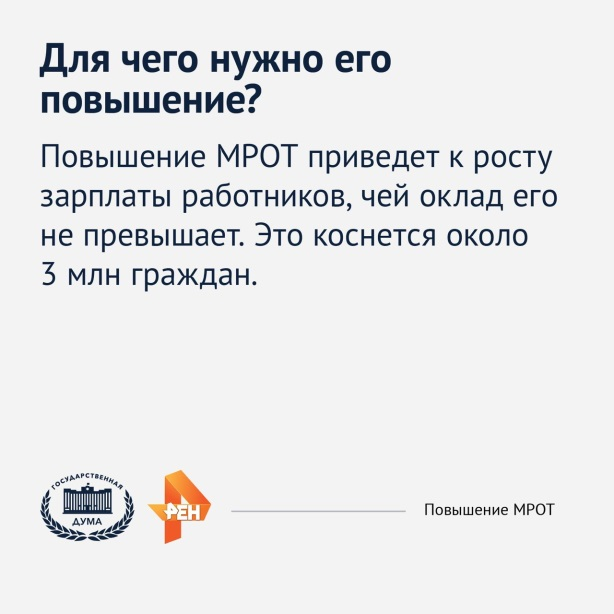 Для чего нужно его
повышение?
Повышение МРОТ приведет к росту
зарплаты работников, чей оклад его
не превышает. Это коснется около
3 млн граждан.
ГОСУДАРСТВЕННАЯ
ДУМА
РЕН
Повышение МРОТ